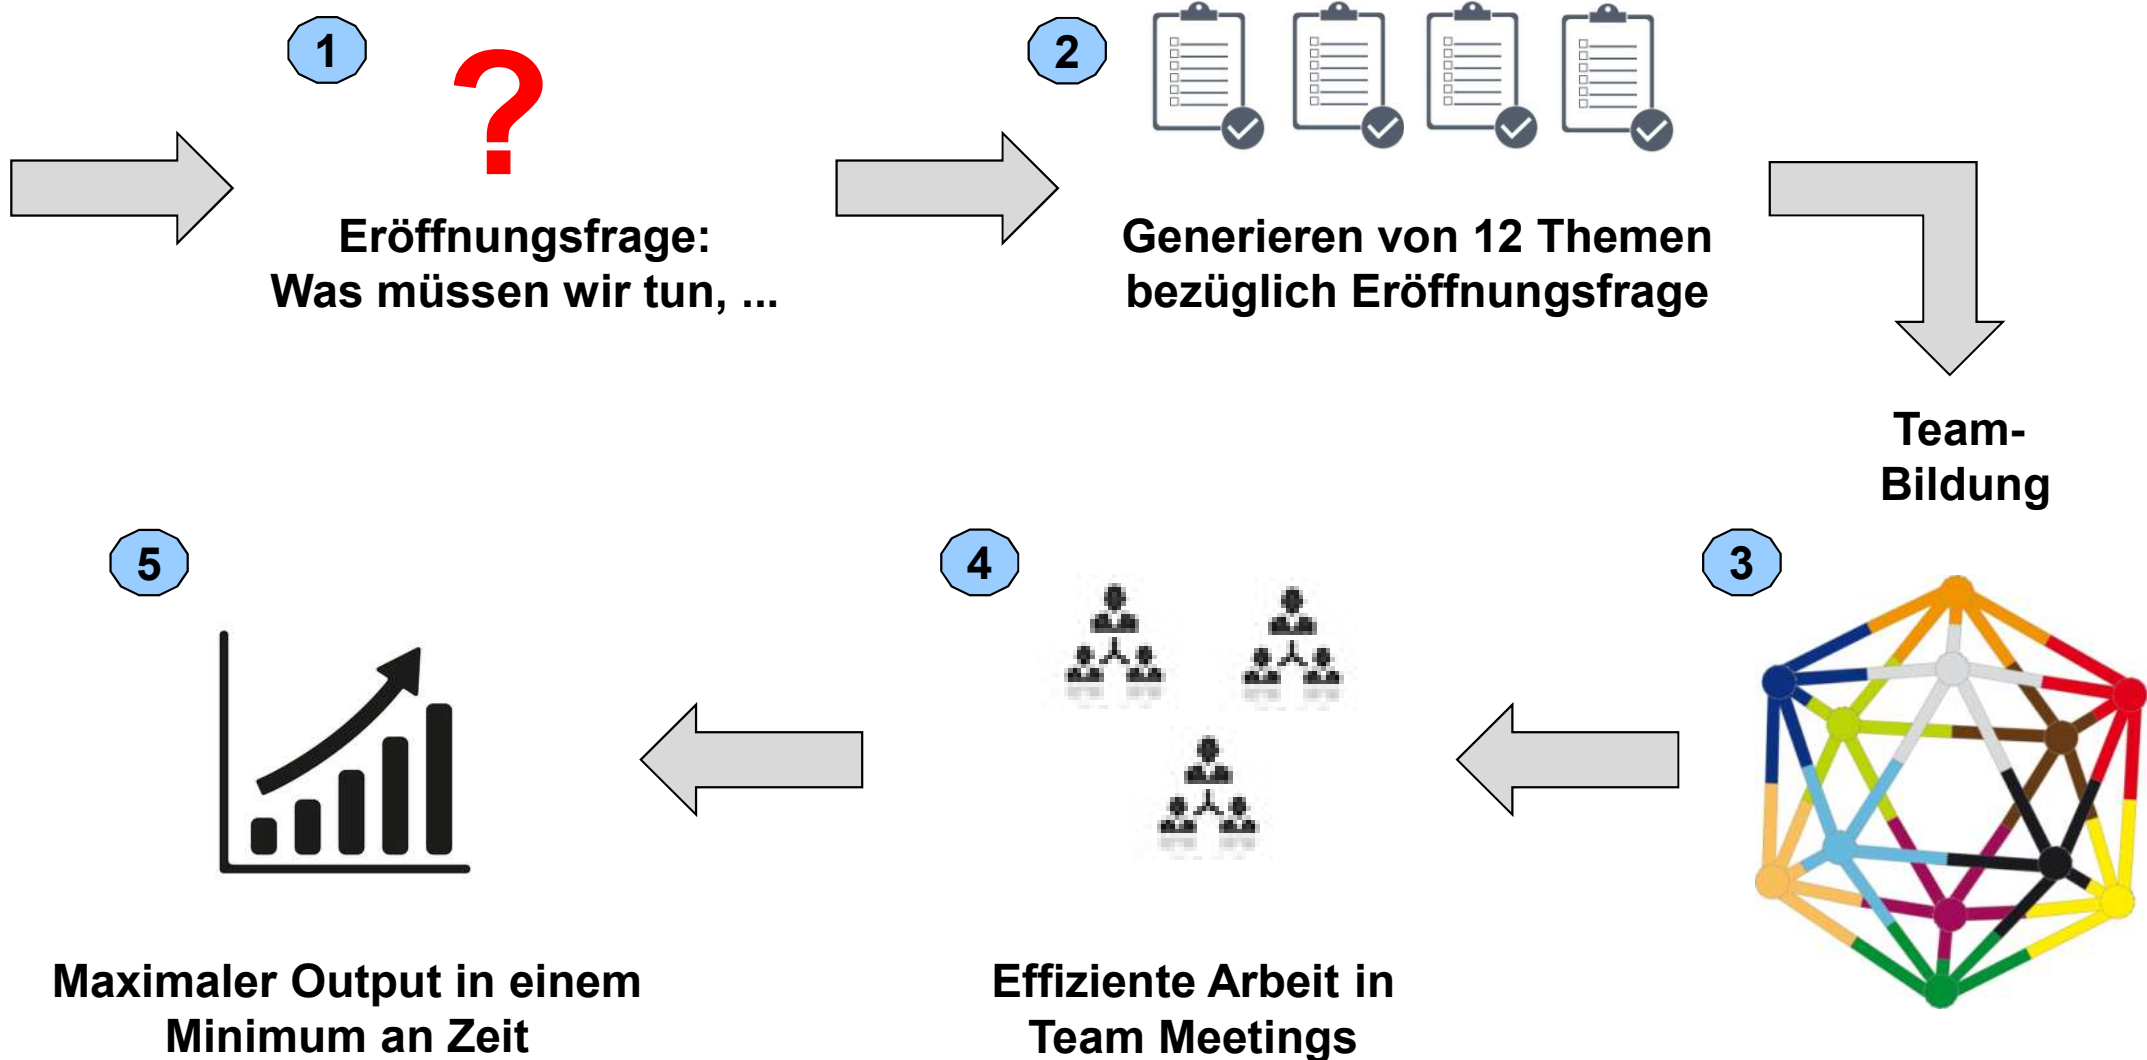 1
?
Eröffnungsfrage:
Was müssen wir tun, ...
2
Generieren von 12 Themen
bezüglich Eröffnungsfrage
Team-
Bildung
3
4
Effiziente Arbeit in
Team Meetings
5
Maximaler Output in einem
Minimum an Zeit